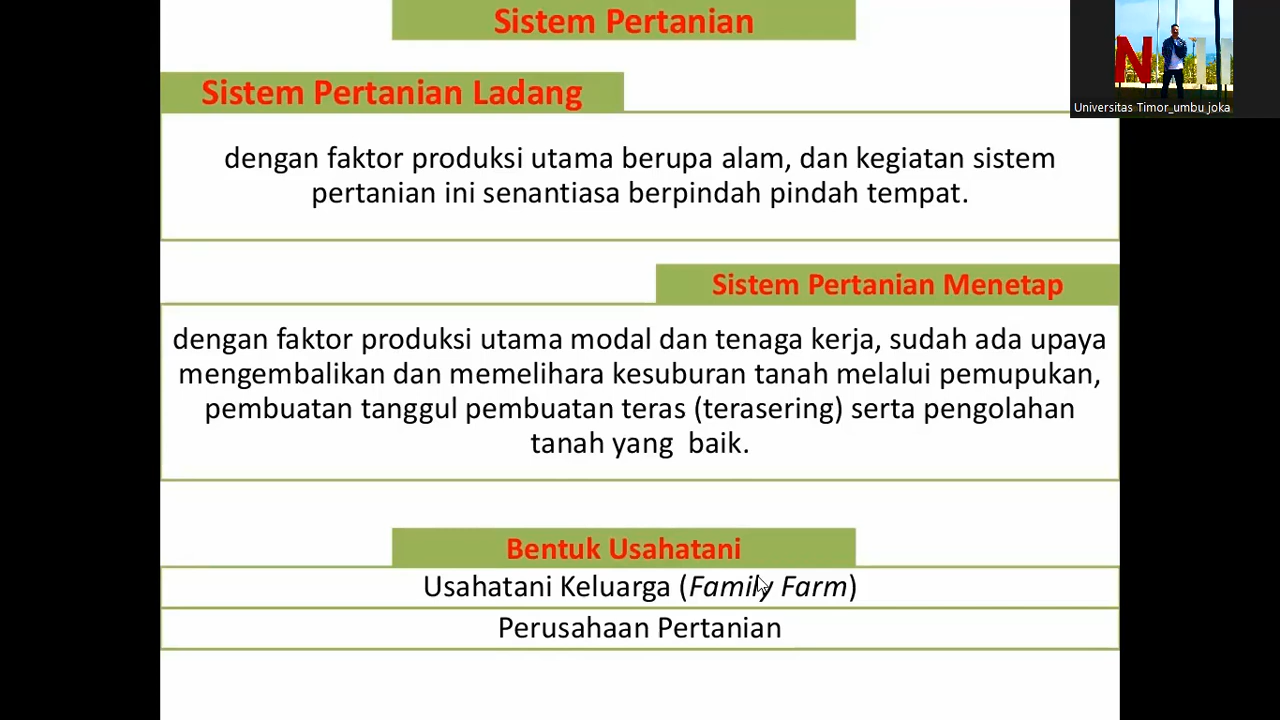 Sistem Pertanian
Sistem Pertanian Ladang
dengan faktor produksi utama berupa alam, dan kegiatan sistem
pertanian ini senantiasa berpindah pindah tempat.
Sistem Pertanian Menetap
dengan faktor produksi utama modal dan tenaga kerja, sudah ada upaya
mengembalikan dan memelihara kesuburan tanah melalui pemupukan,
pembuatan tanggul pembuatan teras (terasering) serta pengolahan
tanah yang  baik.
Bentuk Usahatani
Usahatani Keluarga (Family Farm)
Perusahaan Pertanian
N
Universitas Timor_umbu joka